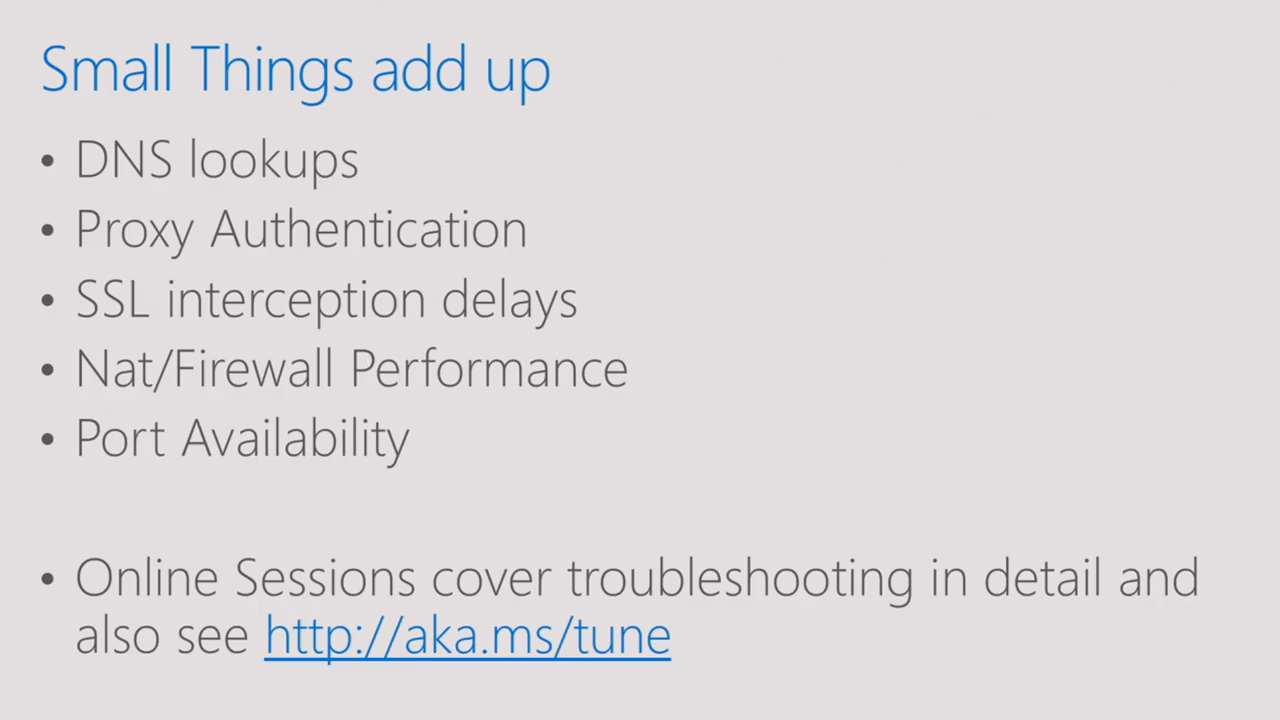 Small Things add up
• DNS lookups
• Proxy Authentication
• SSL interception delays
• Nat/Firewall Performance
• Port Availability
• Online Sessions cover troubleshooting in detail and
also see http://aka.ms/tune